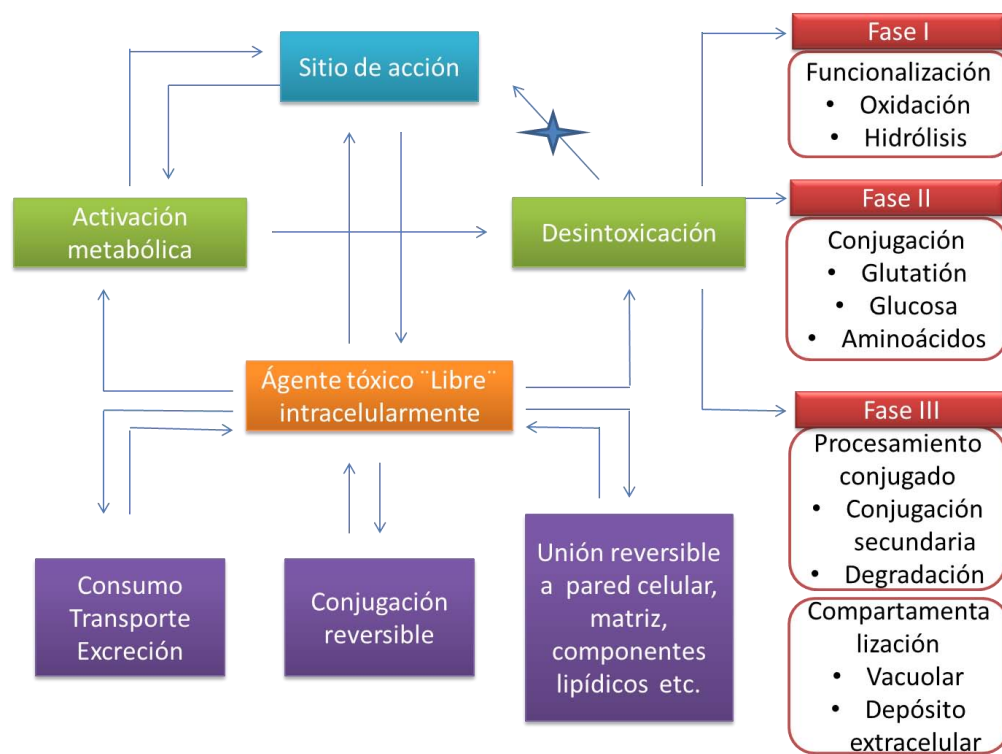 Sitio de acción
Activación
metabólica
Desintoxicación
Ágente tóxico ¨Libre¨
intracelularmente
Consumo
Transporte
Excreción
Conjugación
reversible
Unión reversible
a pared celular,
matriz,
componentes
lipídicos etc.
Fase I
Funcionalización
• Oxidación
• Hidrólisis
Fase II
Conjugación
• Glutatión
• Glucosa
• Aminoácidos
Fase III
Procesamiento
conjugado
• Conjugación
secundaria
• Degradación
Compartamenta
lización
• Vacuolar
• Depósito
extracelular